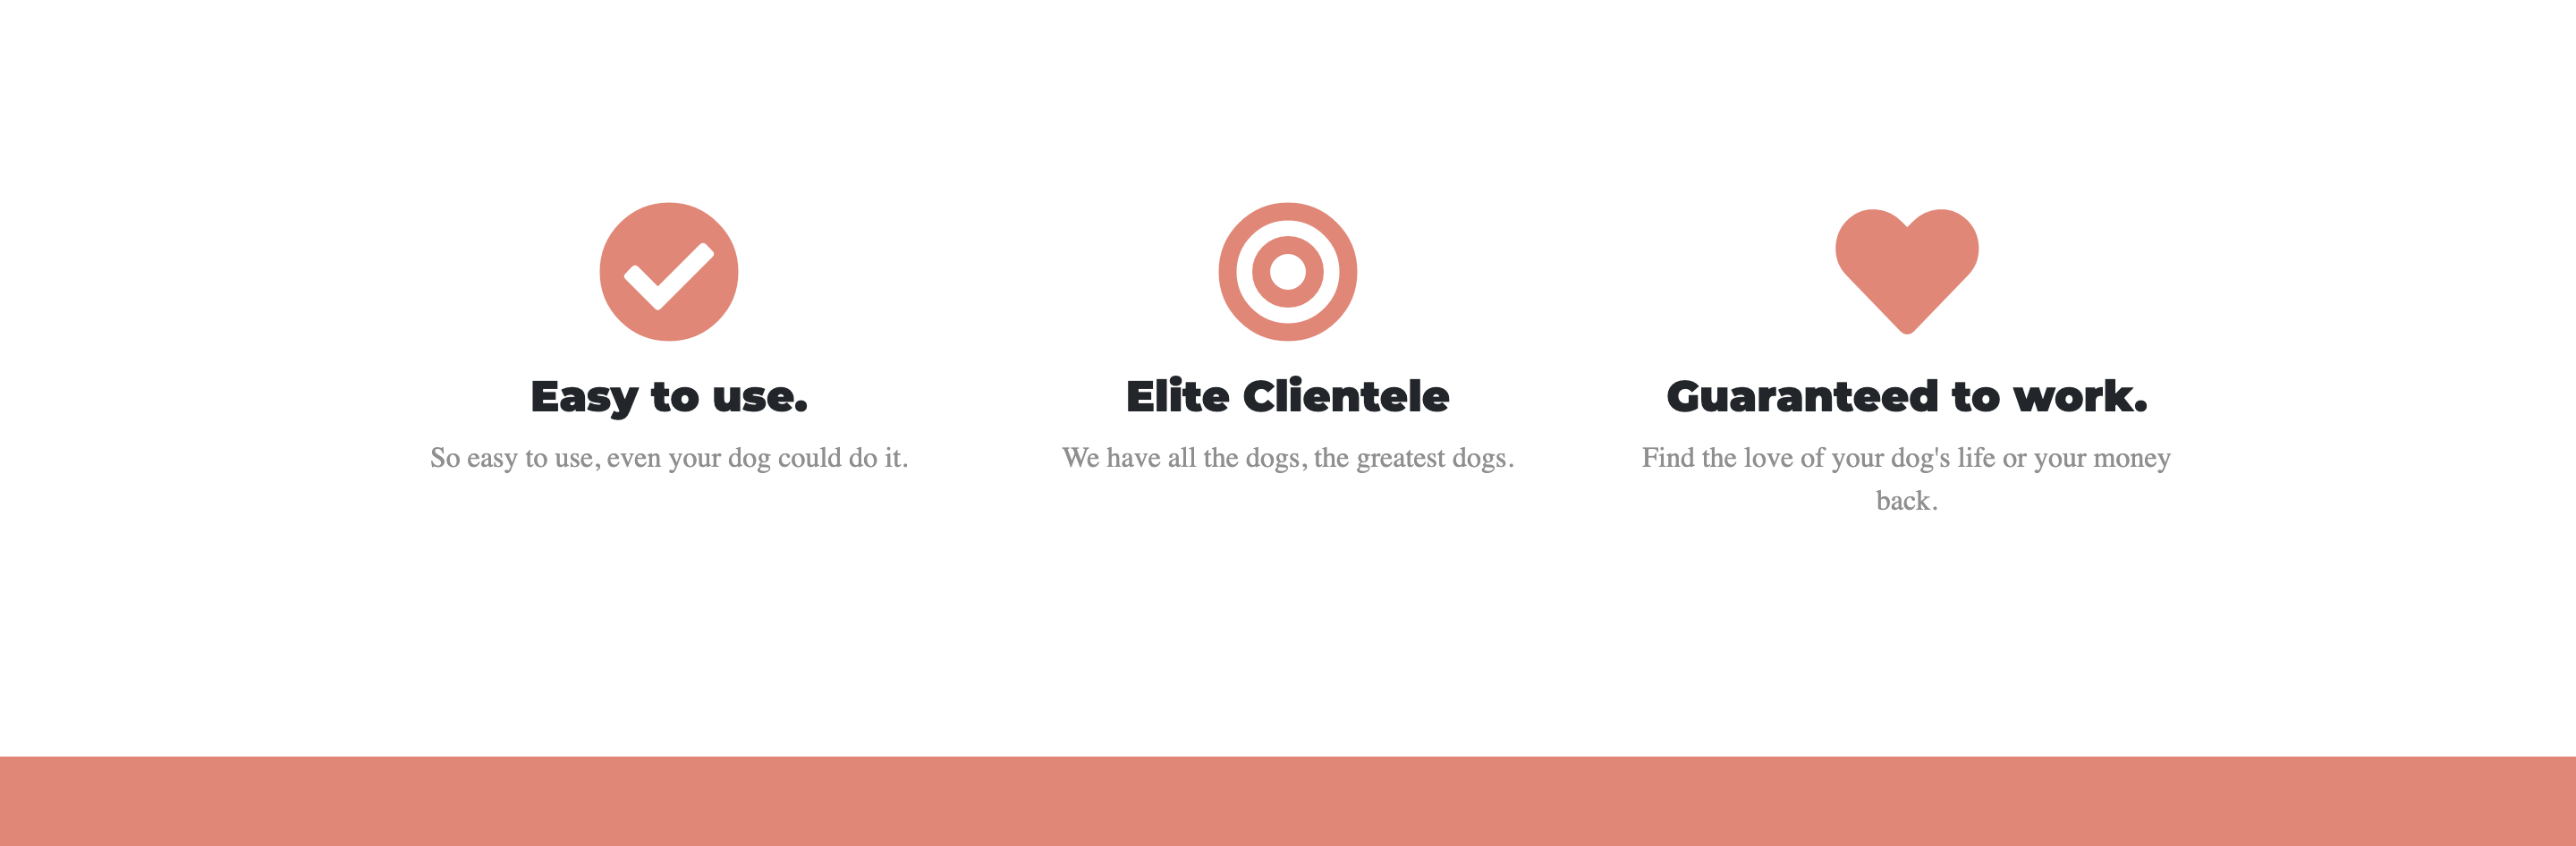 Easy to use.
So easy to use, even your dog could do it.
Elite Clientele
We have all the dogs, the greatest dogs.
Guaranteed to work.
Find the love of your dog's life or your money
back.